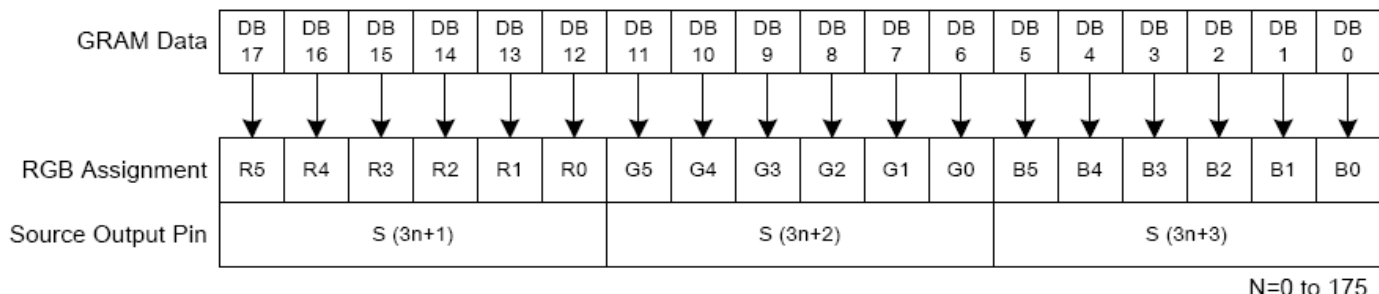 GRAM Data DB 17 DB 16 DB 15 DB 14 DB 13 DB 12 DB 11 DB 10 DB 9 DB 8 DB 7 DB 6 DB 5 DB 4 DB 3 DB 2 DB 1 DB 0
RGB Assignment R5 R4 R3 R2 R1 R0 G5 G4 G3 G2 G1 G0 B5 B4 B3 B2 B1 B0
Source Output Pin S (3n+1) S (3n+2) S (3n+3)
N=0 to 175